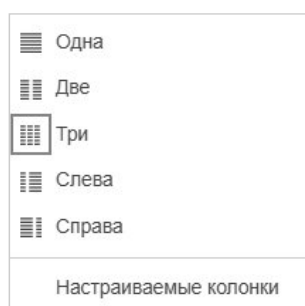 Одна
Две
Три
Слева
Справа
Настраиваемые колонки